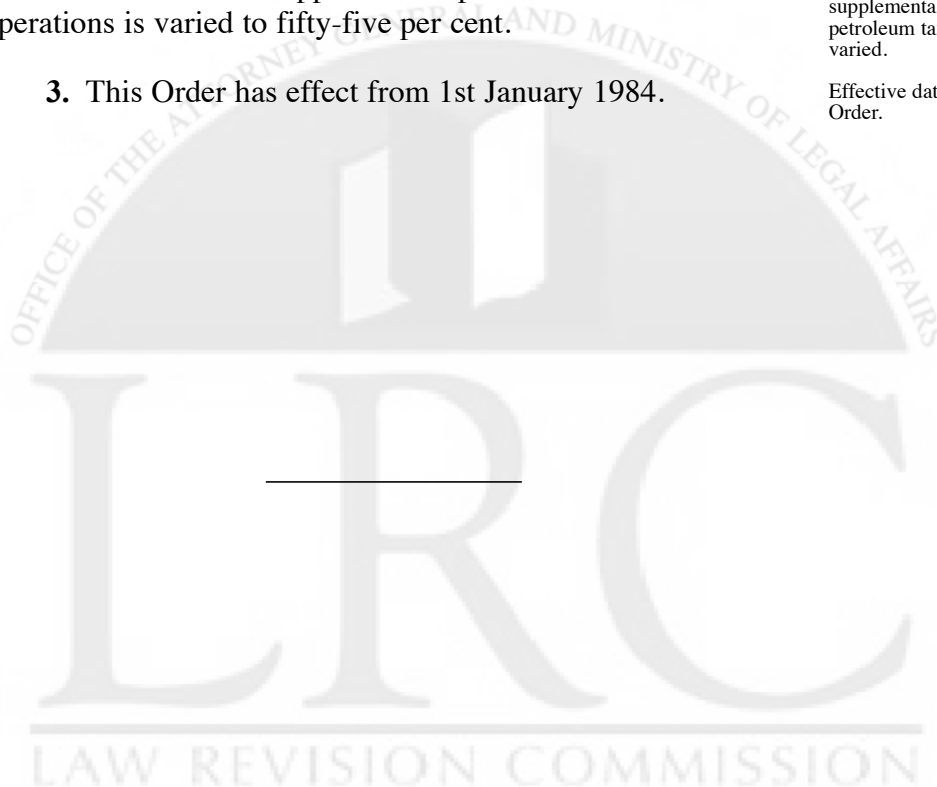 perations is varied to fifty-five per cent.
supplementa
petroleum ta
varied.
3. This Order has effect from 1st January 1984.
Effective dat
Order.
OFFICE OF THE ATTORNEY GENERAL AND MINISTRY OF LEGAL AFFAIRS
LRC
LAW REVISION COMMISSION